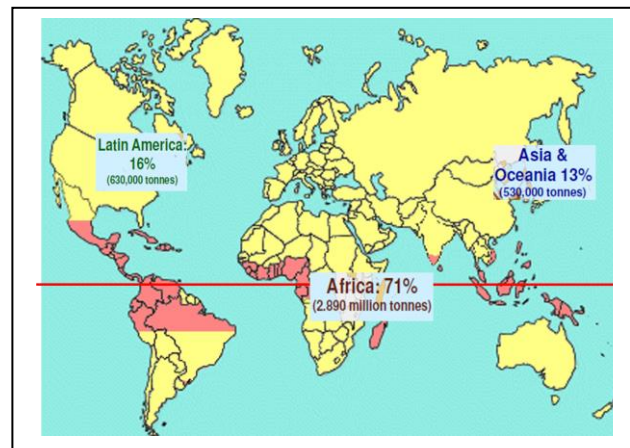 Latin America:
16%
(630,000 tonnes)
Asia &
Oceania 13%
(530,000 tonnes)
Africa: 71%
(2.890 million tonnes)